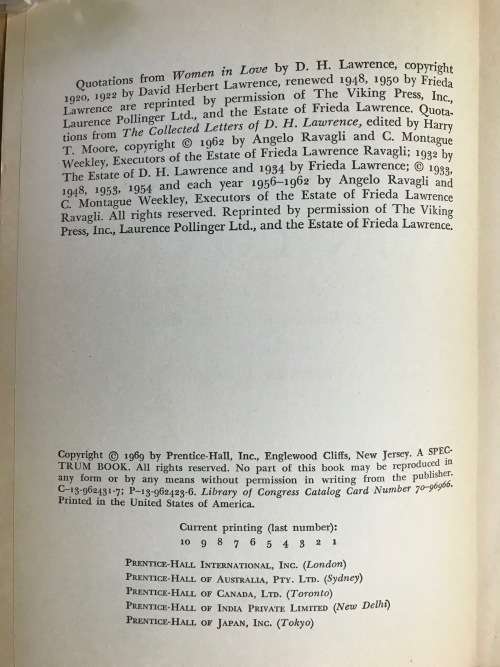 Quotations from Women in Love by D. H. Lawrence, copyright
1920, 1922 by David Herbert Lawrence, renewed 1948, 1950 by Frieda
Lawrence are reprinted by permission of The Viking Press, Inc.,
Laurence Pollinger Ltd., and the Estate of Frieda Lawrence. Quota-
tions from The Collected Letters of D. H. Lawrence, edited by Harry
T. Moore, copyright © 1962 by Angelo Ravagli and C. Montague
Weekley, Executors of the Estate of Frieda Lawrence Ravagli; 1932 by
The Estate of D. H. Lawrence and 1934 by Frieda Lawrence; © 1933,
1948, 1953, 1954 and each year 1956–1962 by Angelo Ravagli and
C. Montague Weekley, Executors of the Estate of Frieda Lawrence
Ravagli. All rights reserved. Reprinted by permission of The Viking
Press, Inc., Laurence Pollinger Ltd., and the Estate of Frieda Lawrence.
Copyright © 1969 by Prentice-Hall, Inc., Englewood Cliffs, New Jersey. A SPEC-
TRUM BOOK. All rights reserved. No part of this book may be reproduced in
any form or by any means without permission in writing from the publisher.
C-13-962431-7; P-13-962423-6. Library of Congress Catalog Card Number 70-96966.
Printed in the United States of America.
Current printing (last number):
10 9 8 7 6 5 4 3 2 1
PRENTICE-HALL INTERNATIONAL, INC. (London)
PRENTICE-HALL OF AUSTRALIA, PTY. LTD. (Sydney)
PRENTICE-HALL OF CANADA, LTD. (Toronto)
PRENTICE-HALL OF INDIA PRIVATE LIMITED (New Delhi)
PRENTICE-HALL OF JAPAN, INC. (Tokyo)